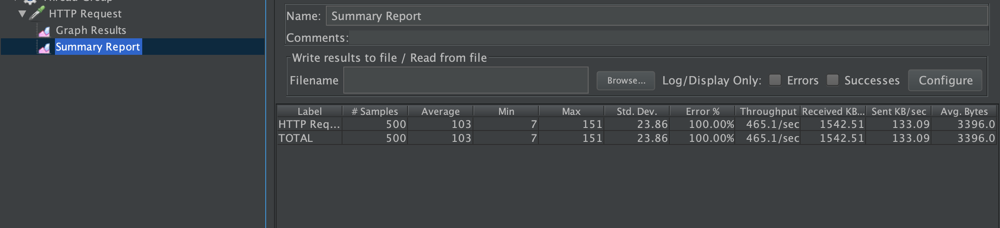 Thread Group
HTTP Request
Graph Results
Summary Report
Name: Summary Report
Comments:
Write results to file / Read from file
Filename Browse... Log/Display Only: Errors Successes Configure
Label # Samples Average Min Max Std. Dev. Error % Throughput Received KB... Sent KB/sec Avg. Bytes
HTTP Req... 500 103 7 151 23.86 100.00% 465.1/sec 1542.51 133.09 3396.0
TOTAL 500 103 7 151 23.86 100.00% 465.1/sec 1542.51 133.09 3396.0